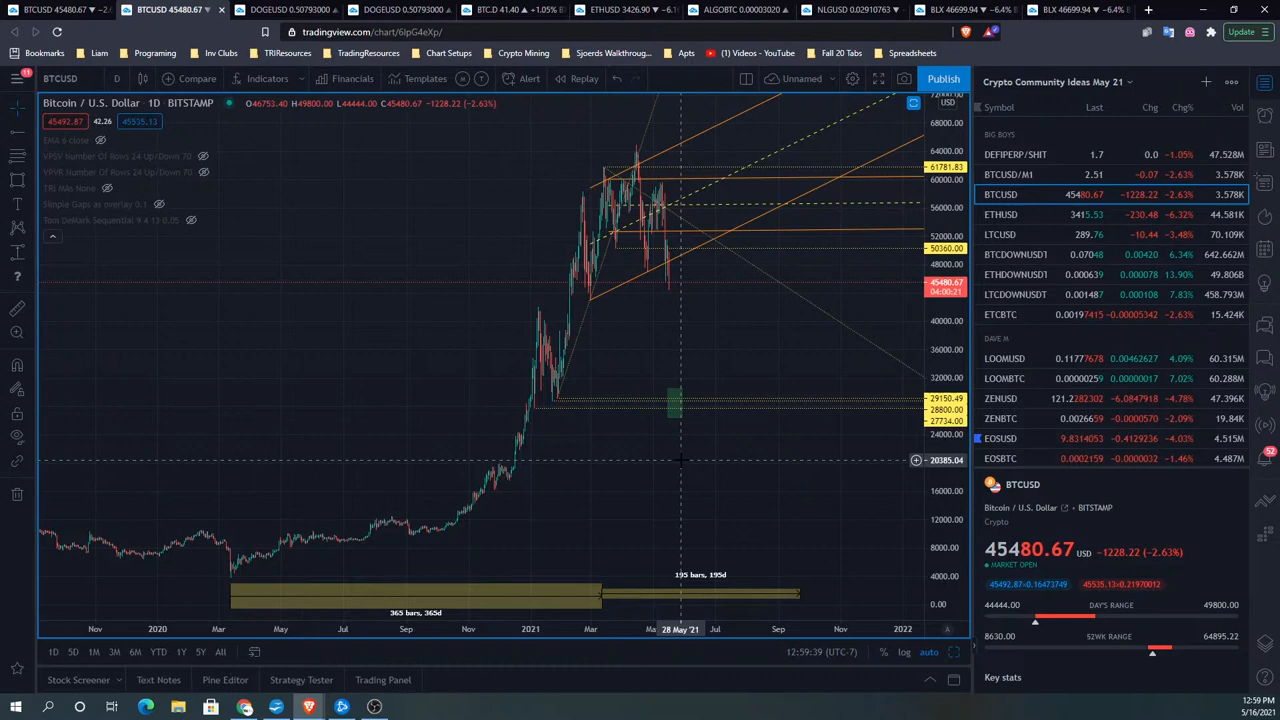 BTCUSD 45480.67 ▼ −2.6
BTCUSD 45480.67 ▼
DOGEUSD 0.50793000
DOGEUSD 0.50793000
BTC.D 41.40 ▲ +1.05%
ETHUSD 3426.90 ▼ −6.1
ALGOBTC 0.00003020 ▲
NLGUSD 0.02910763
BLX 46699.94 ▼ −6.4%
BLX 46699.94 ▼ −6.4%
tradingview.com/chart/6lpG4eXp/
Update
Bookmarks
Liam
Programing
Inv Clubs
TRIResources
TradingResources
Chart Setups
Crypto Mining
Sjoerds Walkthroug...
Apts
(1) Videos - YouTube
Fall 20 Tabs
Spreadsheets
11
BTCUSD
D
Compare
Indicators
Financials
Templates
Alert
Replay
Unnamed
Publish
Bitcoin / U.S. Dollar · 1D · BITSTAMP
O46753.40 H49800.00 L44444.00 C45480.67 −1228.22 (−2.63%)
45492.87 42.26 45535.13
EMA 6 close
VPSV Number Of Rows 24 Up/Down 70
VPVR Number Of Rows 24 Up/Down 70
TRI MAs None
Simple Gaps as overlay 0.1
Tom DeMark Sequential 9 4 13 0.05
72000.00
USD
68000.00
64000.00
61781.83
60000.00
56000.00
52000.00
50360.00
48000.00
45480.67
04:00:21
40000.00
36000.00
32000.00
29150.49
28800.00
27734.00
24000.00
20385.04
16000.00
12000.00
8000.00
4000.00
0.00
195 bars, 195d
365 bars, 365d
Nov 2020 Mar May Jul Sep Nov 2021 Mar 28 May '21 Jul Sep Nov 2022
A
1D 5D 1M 3M 6M YTD 1Y 5Y All
12:59:39 (UTC-7) % log auto
Stock Screener Text Notes Pine Editor Strategy Tester Trading Panel
Crypto Community Ideas May 21
Symbol Last Chg Chg% Vol
BIG BOYS
DEFIPERP/SHIT 1.7 0.0 −1.05% 47.528M
BTCUSD/M1 2.51 −0.07 −2.63% 3.578K
BTCUSD 45480.67 −1228.22 −2.63% 3.578K
ETHUSD 3415.53 −230.48 −6.32% 44.581K
LTCUSD 289.76 −10.44 −3.48% 70.109K
BTCDOWNUSDT 0.07048 0.00420 6.34% 642.662M
ETHDOWNUSDT 0.000639 0.000078 13.90% 49.806B
LTCDOWNUSDT 0.001487 0.000108 7.83% 458.793M
ETCBTC 0.00197415 −0.00005342 −2.63% 15.424K
DAVE M
LOOMUSD 0.11777678 0.00462627 4.09% 60.315M
LOOMBTC 0.00000259 0.00000017 7.02% 60.288M
ZENUSD 121.2282302 −6.0847918 −4.78% 47.396K
ZENBTC 0.0026659 −0.0000570 −2.09% 10.974K
EOSUSD 9.8314053 −0.4129236 −4.03% 4.515M
EOSBTC 0.0002159 −0.0000032 −1.46% 4.487M
52
BTCUSD
Bitcoin / U.S. Dollar · BITSTAMP
Crypto
45480.67 USD −1228.22 (−2.63%)
MARKET OPEN
45492.87×0.16473749 45535.13×0.21970012
44444.00 DAY'S RANGE 49800.00
8630.00 52WK RANGE 64895.22
Key stats
12:59 PM
5/16/2021